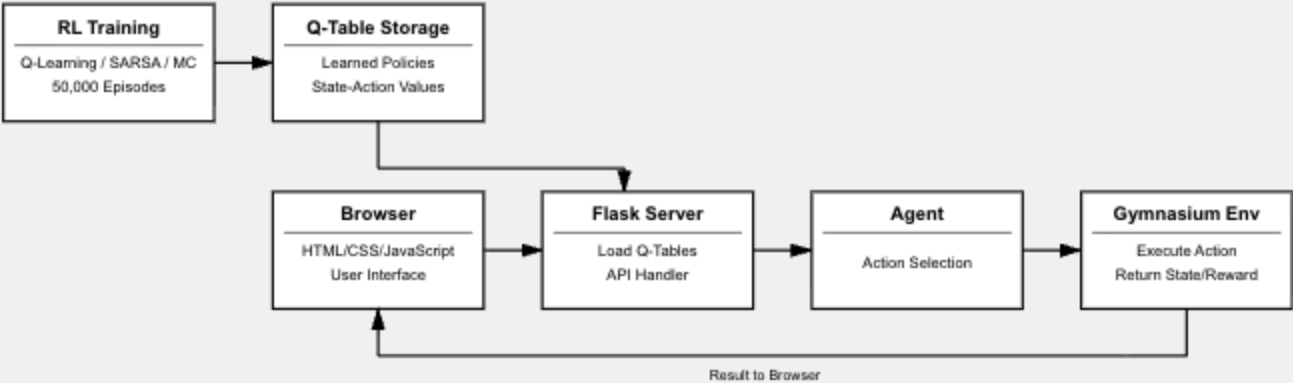 RL Training
Q-Learning / SARSA / MC
50,000 Episodes
Q-Table Storage
Learned Policies
State-Action Values
Browser
HTML/CSS/JavaScript
User Interface
Flask Server
Load Q-Tables
API Handler
Agent
Action Selection
Gymnasium Env
Execute Action
Return State/Reward
Result to Browser